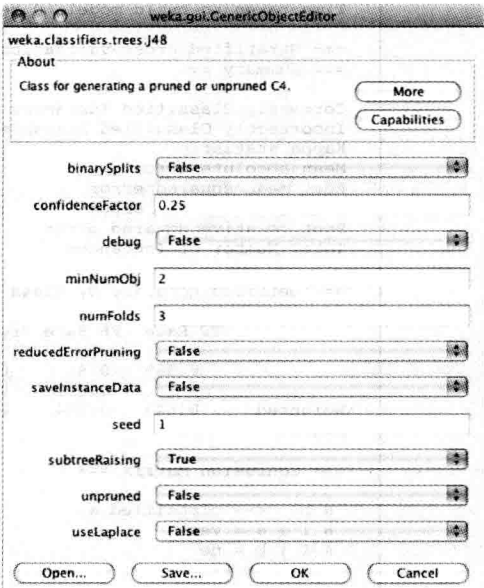 weka.gui.GenericObjectEditor
weka.classifiers.trees.J48
About
Class for generating a pruned or unpruned C4.
More
Capabilities
binarySplits False
confidenceFactor 0.25
debug False
minNumObj 2
numFolds 3
reducedErrorPruning False
saveInstanceData False
seed 1
subtreeRaising True
unpruned False
useLaplace False
Open... Save... OK Cancel